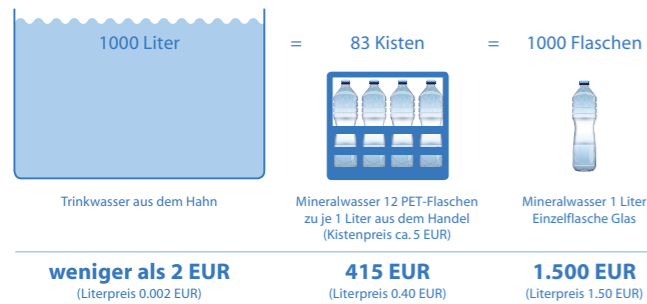 1000 Liter = 83 Kisten = 1000 Flaschen
Trinkwasser aus dem Hahn
Mineralwasser 12 PET-Flaschen
zu je 1 Liter aus dem Handel
(Kistenpreis ca. 5 EUR)
Mineralwasser 1 Liter
Einzelflasche Glas
weniger als 2 EUR
(Literpreis 0.002 EUR)
415 EUR
(Literpreis 0.40 EUR)
1.500 EUR
(Literpreis 1.50 EUR)